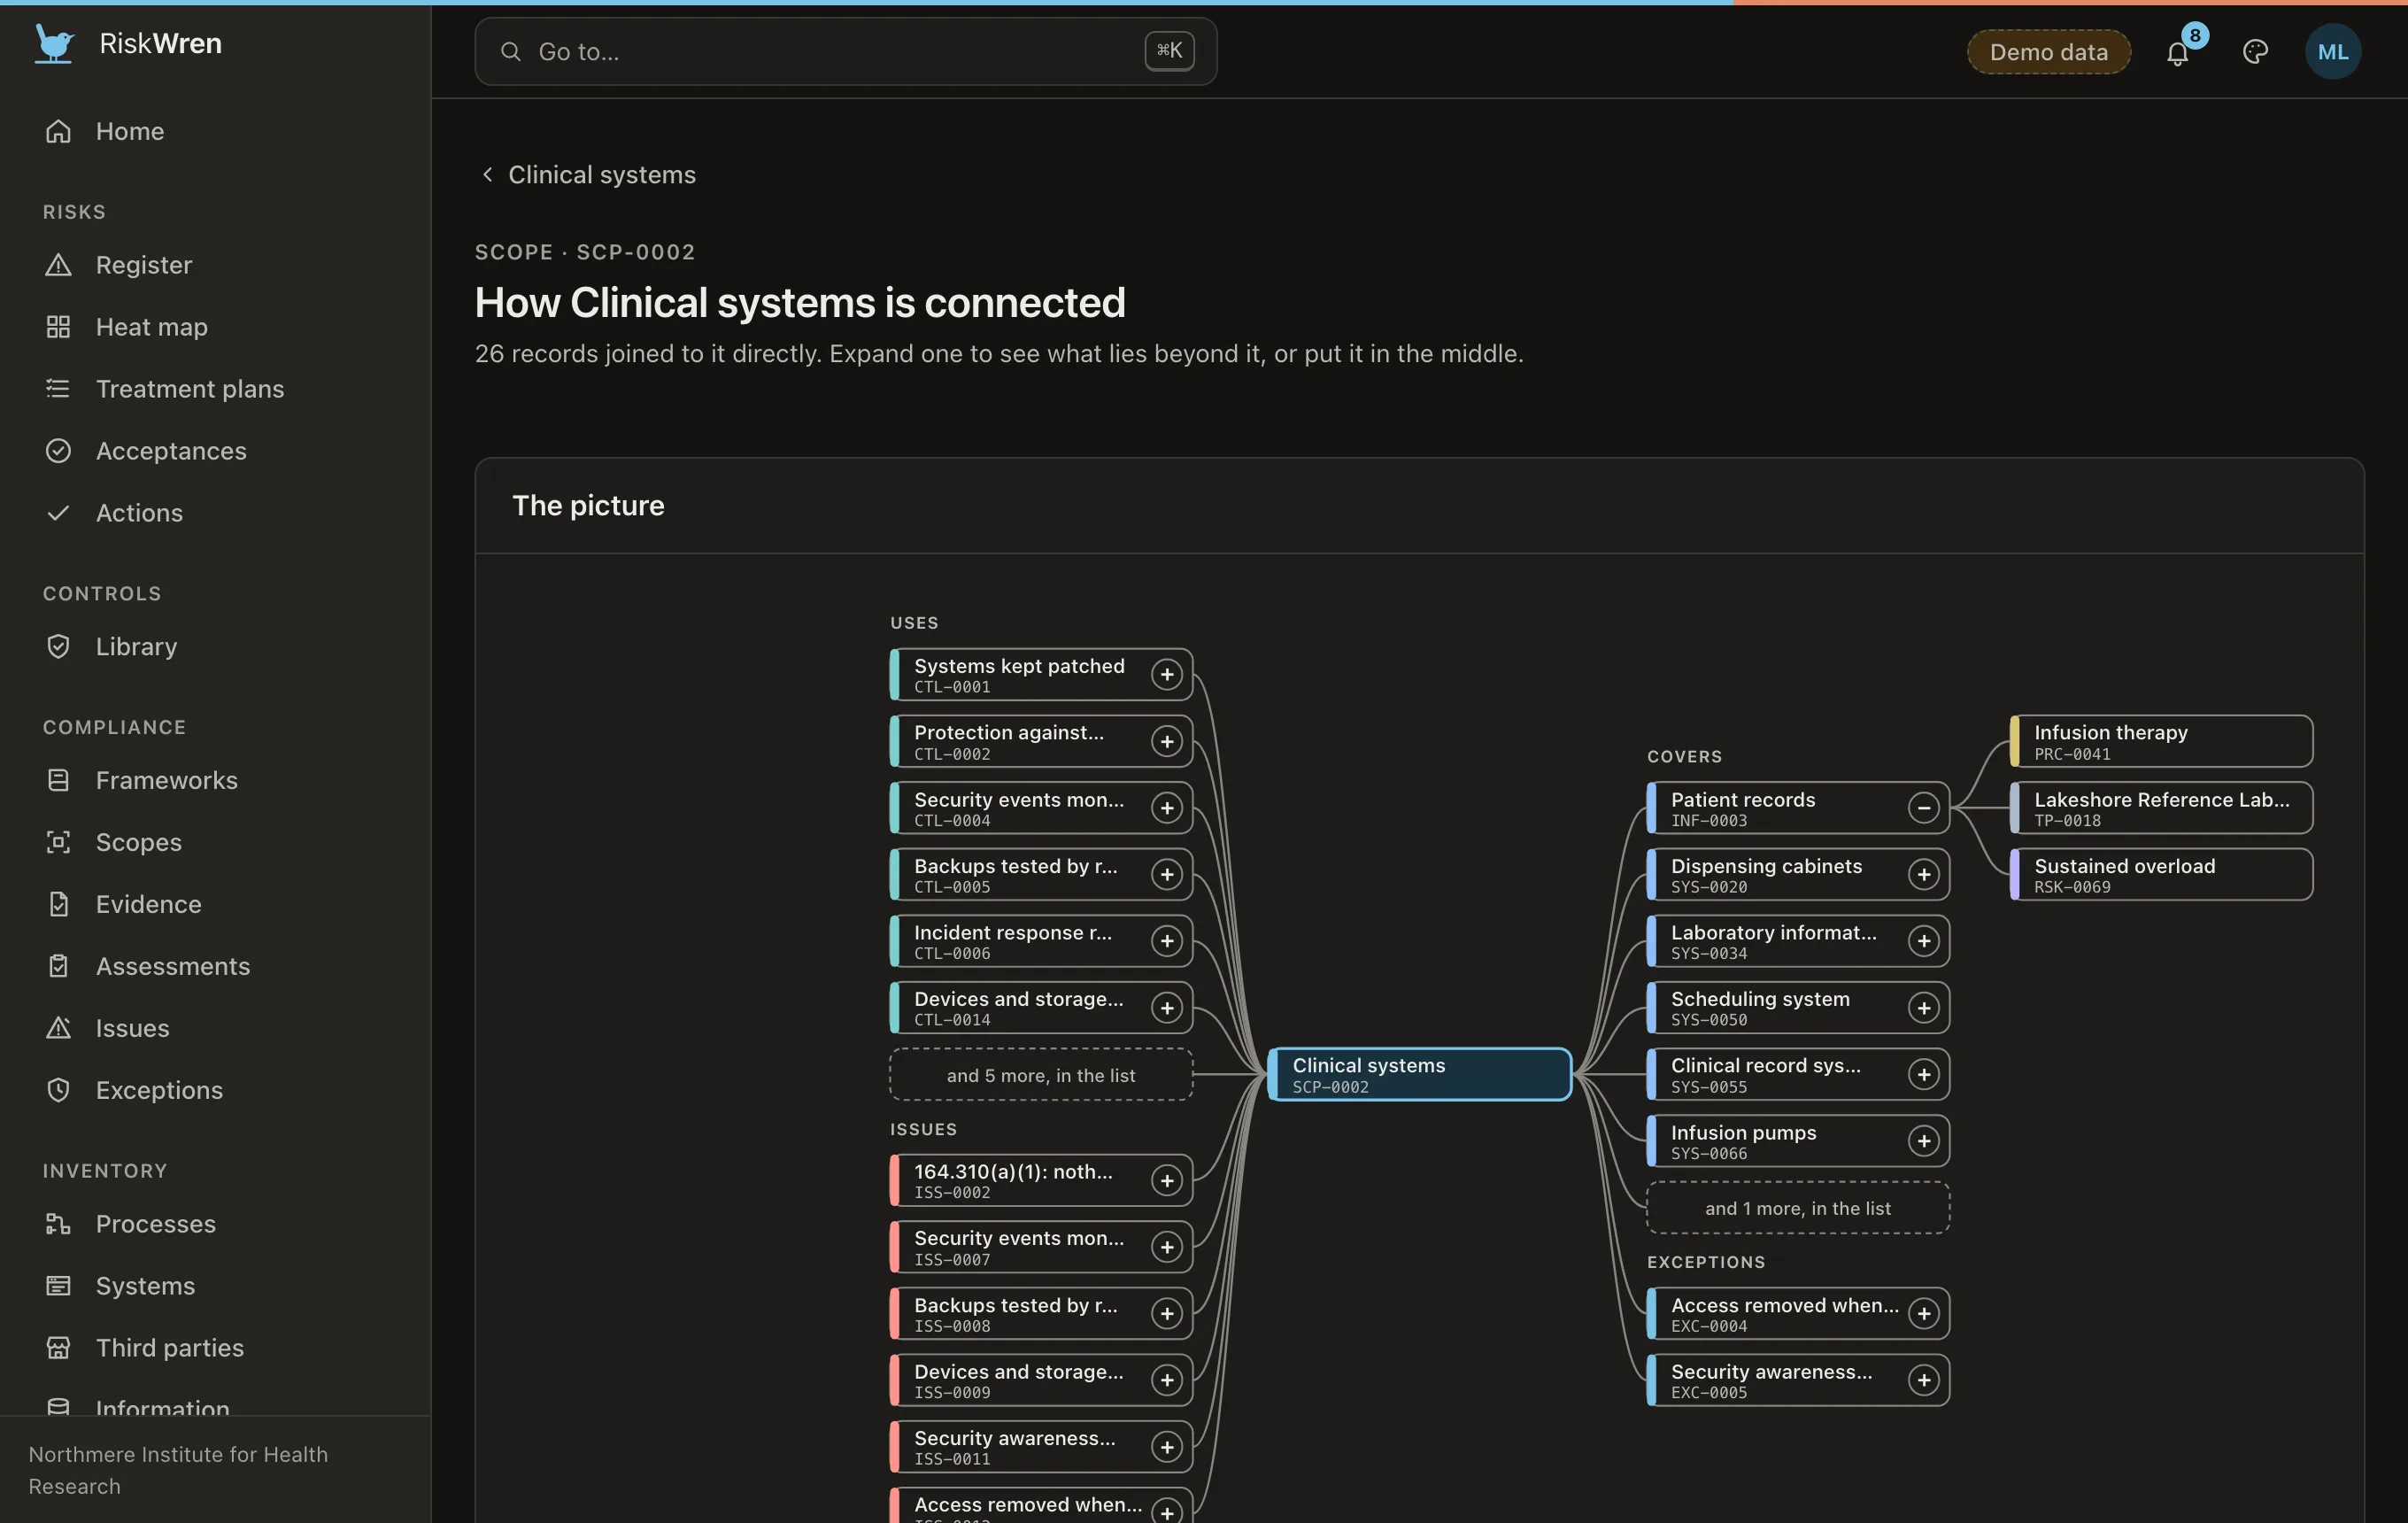 RiskWren
Go to...
⌘K
Demo data
8
ML
Home
RISKS
Register
Heat map
Treatment plans
Acceptances
Actions
CONTROLS
Library
COMPLIANCE
Frameworks
Scopes
Evidence
Assessments
Issues
Exceptions
INVENTORY
Processes
Systems
Third parties
Information
Northmere Institute for Health
Research
Clinical systems
SCOPE · SCP-0002
How Clinical systems is connected
26 records joined to it directly. Expand one to see what lies beyond it, or put it in the middle.
The picture
USES
Systems kept patched
CTL-0001
Protection against...
CTL-0002
Security events mon...
CTL-0004
Backups tested by r...
CTL-0005
Incident response r...
CTL-0006
Devices and storage...
CTL-0014
and 5 more, in the list
ISSUES
164.310(a)(1): noth...
ISS-0002
Security events mon...
ISS-0007
Backups tested by r...
ISS-0008
Devices and storage...
ISS-0009
Security awareness...
ISS-0011
Access removed when...
Clinical systems
SCP-0002
COVERS
Patient records
INF-0003
Dispensing cabinets
SYS-0020
Laboratory informat...
SYS-0034
Scheduling system
SYS-0050
Clinical record sys...
SYS-0055
Infusion pumps
SYS-0066
and 1 more, in the list
EXCEPTIONS
Access removed when...
EXC-0004
Security awareness...
EXC-0005
Infusion therapy
PRC-0041
Lakeshore Reference Lab...
TP-0018
Sustained overload
RSK-0069